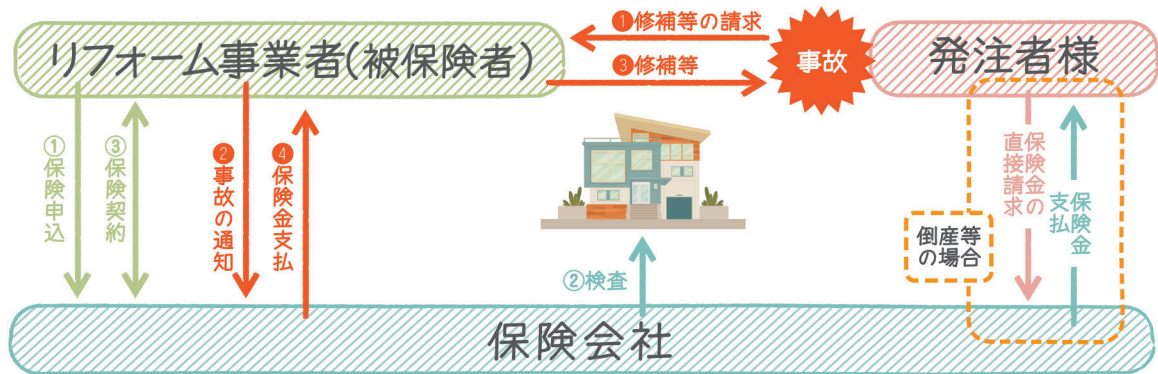 リフォーム事業者(被保険者)
❶修補等の請求
❸修補等
事故
発注者様
①保険申込
③保険契約
❷事故の通知
❹保険金支払
②検査
保険金の
直接請求
保険金
支払
倒産等
の場合
保険会社